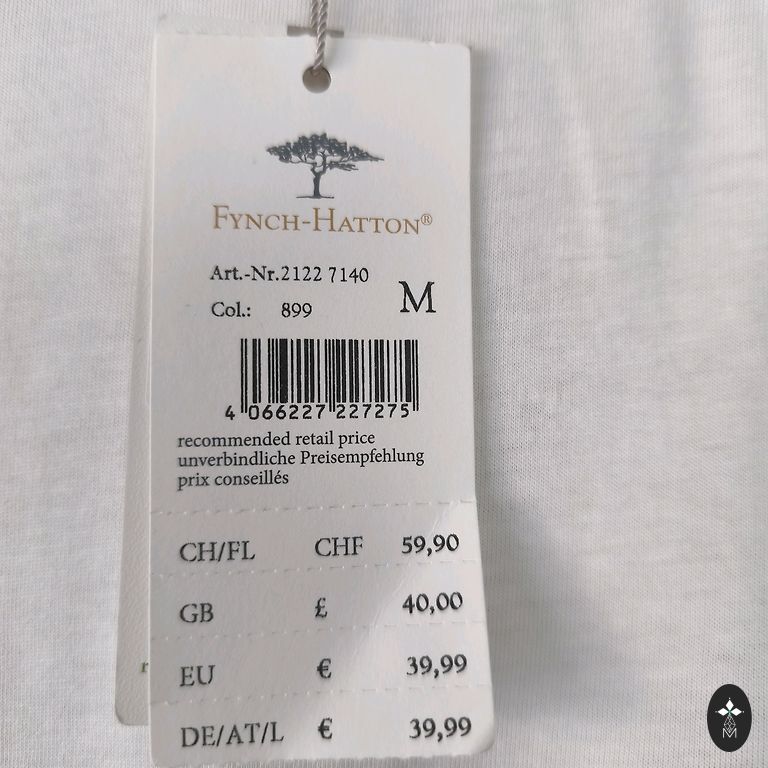 FYNCH-HATTON®
Art.-Nr.2122 7140
Col.: 899
M
4 066227 227275
recommended retail price
unverbindliche Preisempfehlung
prix conseillés
CH/FL CHF 59,90
GB £ 40,00
EU € 39,99
DE/AT/L € 39,99
M